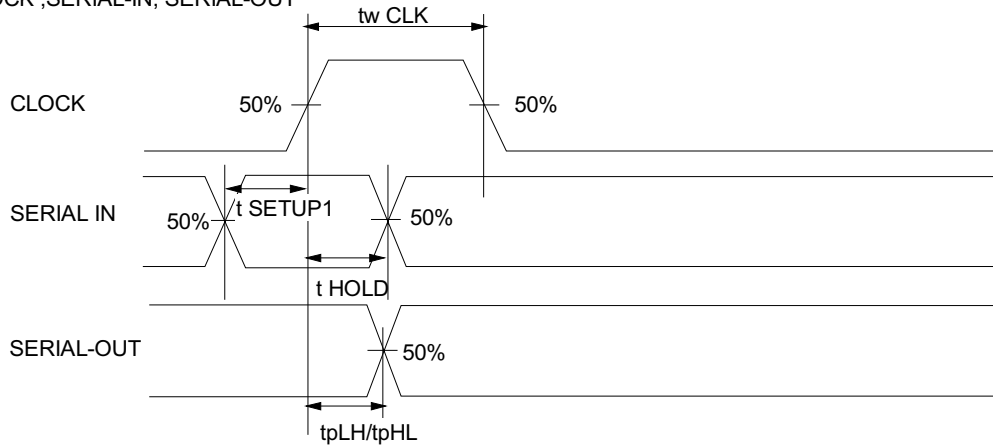 SERIAL-IN, SERIAL-OUT
tw CLK
CLOCK 50% 50%
SERIAL IN 50% t SETUP1 50%
t HOLD
SERIAL-OUT 50%
tpLH/tpHL